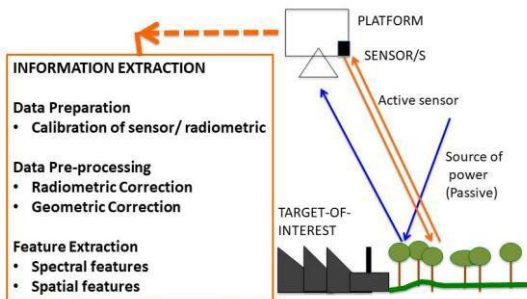 INFORMATION EXTRACTION
Data Preparation
• Calibration of sensor/ radiometric
Data Pre-processing
• Radiometric Correction
• Geometric Correction
Feature Extraction
• Spectral features
• Spatial features
PLATFORM
SENSOR/S
Active sensor
Source of
power
(Passive)
TARGET-OF-
INTEREST